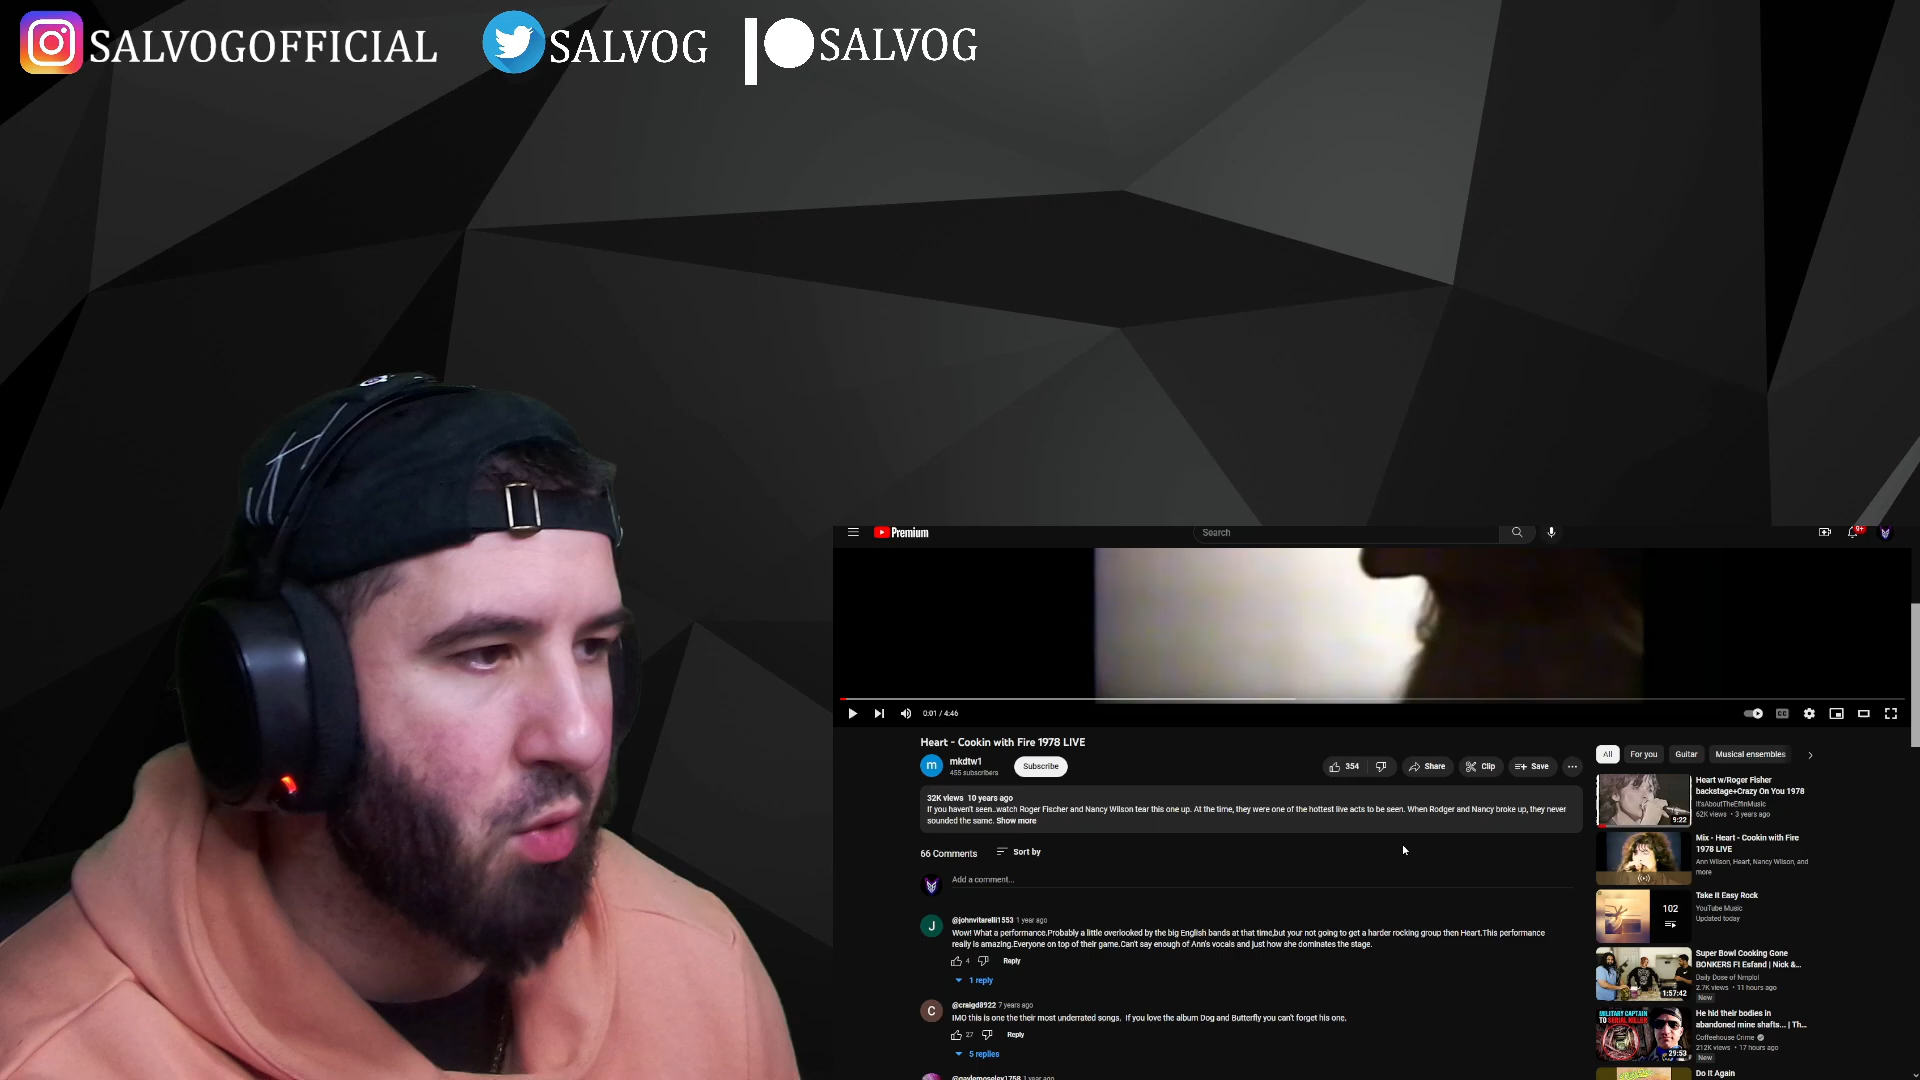 SALVOGOFFICIAL SALVOG SALVOG
Premium
Search
9+
0:01 / 4:46
CC
Heart - Cookin with Fire 1978 LIVE
m
mkdtw1
455 subscribers
Subscribe
354
Share
Clip
Save
32K views 10 years ago
If you haven't seen..watch Roger Fischer and Nancy Wilson tear this one up. At the time, they were one of the hottest live acts to be seen. When Rodger and Nancy broke up, they never
sounded the same. Show more
66 Comments
Sort by
Add a comment...
J
@johnvitarelli1553 1 year ago
Wow! What a performance.Probably a little overlooked by the big English bands at that time,but your not going to get a harder rocking group then Heart.This performance
really is amazing.Everyone on top of their game.Can't say enough of Ann's vocals and just how she dominates the stage.
4
Reply
1 reply
C
@craigd8922 7 years ago
IMO this is one the their most underrated songs, If you love the album Dog and Butterfly you can't forget his one.
27
Reply
5 replies
@gaylemoseley1758 1 year ago
All
For you
Guitar
Musical ensembles
Heart w/Roger Fisher
backstage+Crazy On You 1978
ItsAboutTheEffinMusic
62K views • 3 years ago
9:22
Mix - Heart - Cookin with Fire
1978 LIVE
Ann Wilson, Heart, Nancy Wilson, and
more
Take It Easy Rock
YouTube Music
Updated today
102
Super Bowl Cooking Gone
BONKERS Ft Esfand | Nick &...
Daily Dose of Nmplol
2.7K views • 11 hours ago
New
1:57:42
He hid their bodies in
abandoned mine shafts... | Th...
Coffeehouse Crime
212K views • 17 hours ago
New
MILITARY CAPTAIN
TO SERIAL KILLER
29:53
Do It Again